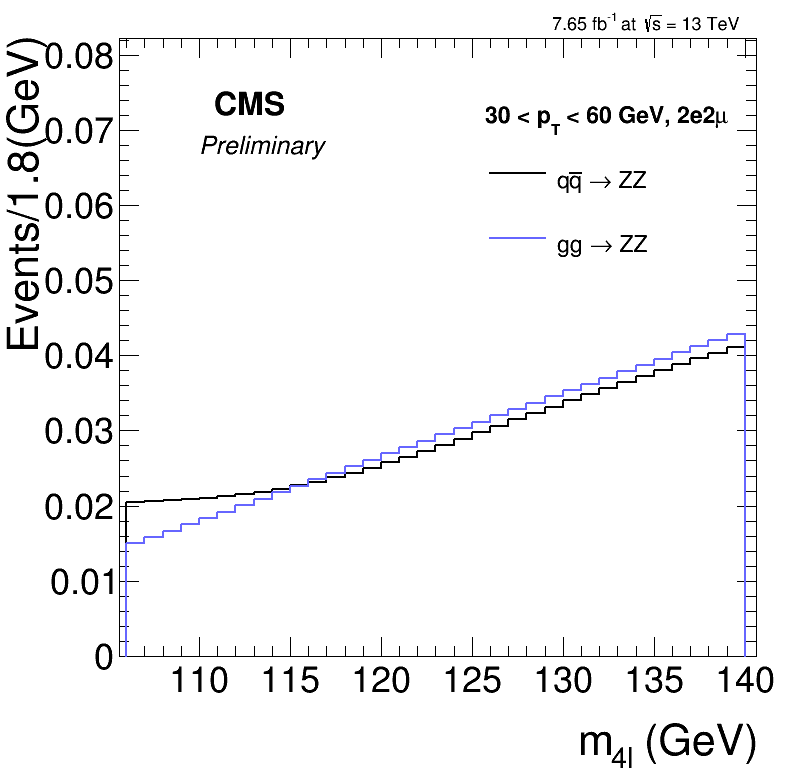 7.65 fb⁻¹ at √s = 13 TeV
Events/1.8(GeV)
CMS
Preliminary
30 < p_T < 60 GeV, 2e2μ
qq̅ → ZZ
gg → ZZ
0.08
0.07
0.06
0.05
0.04
0.03
0.02
0.01
0
110 115 120 125 130 135 140
m_4l (GeV)